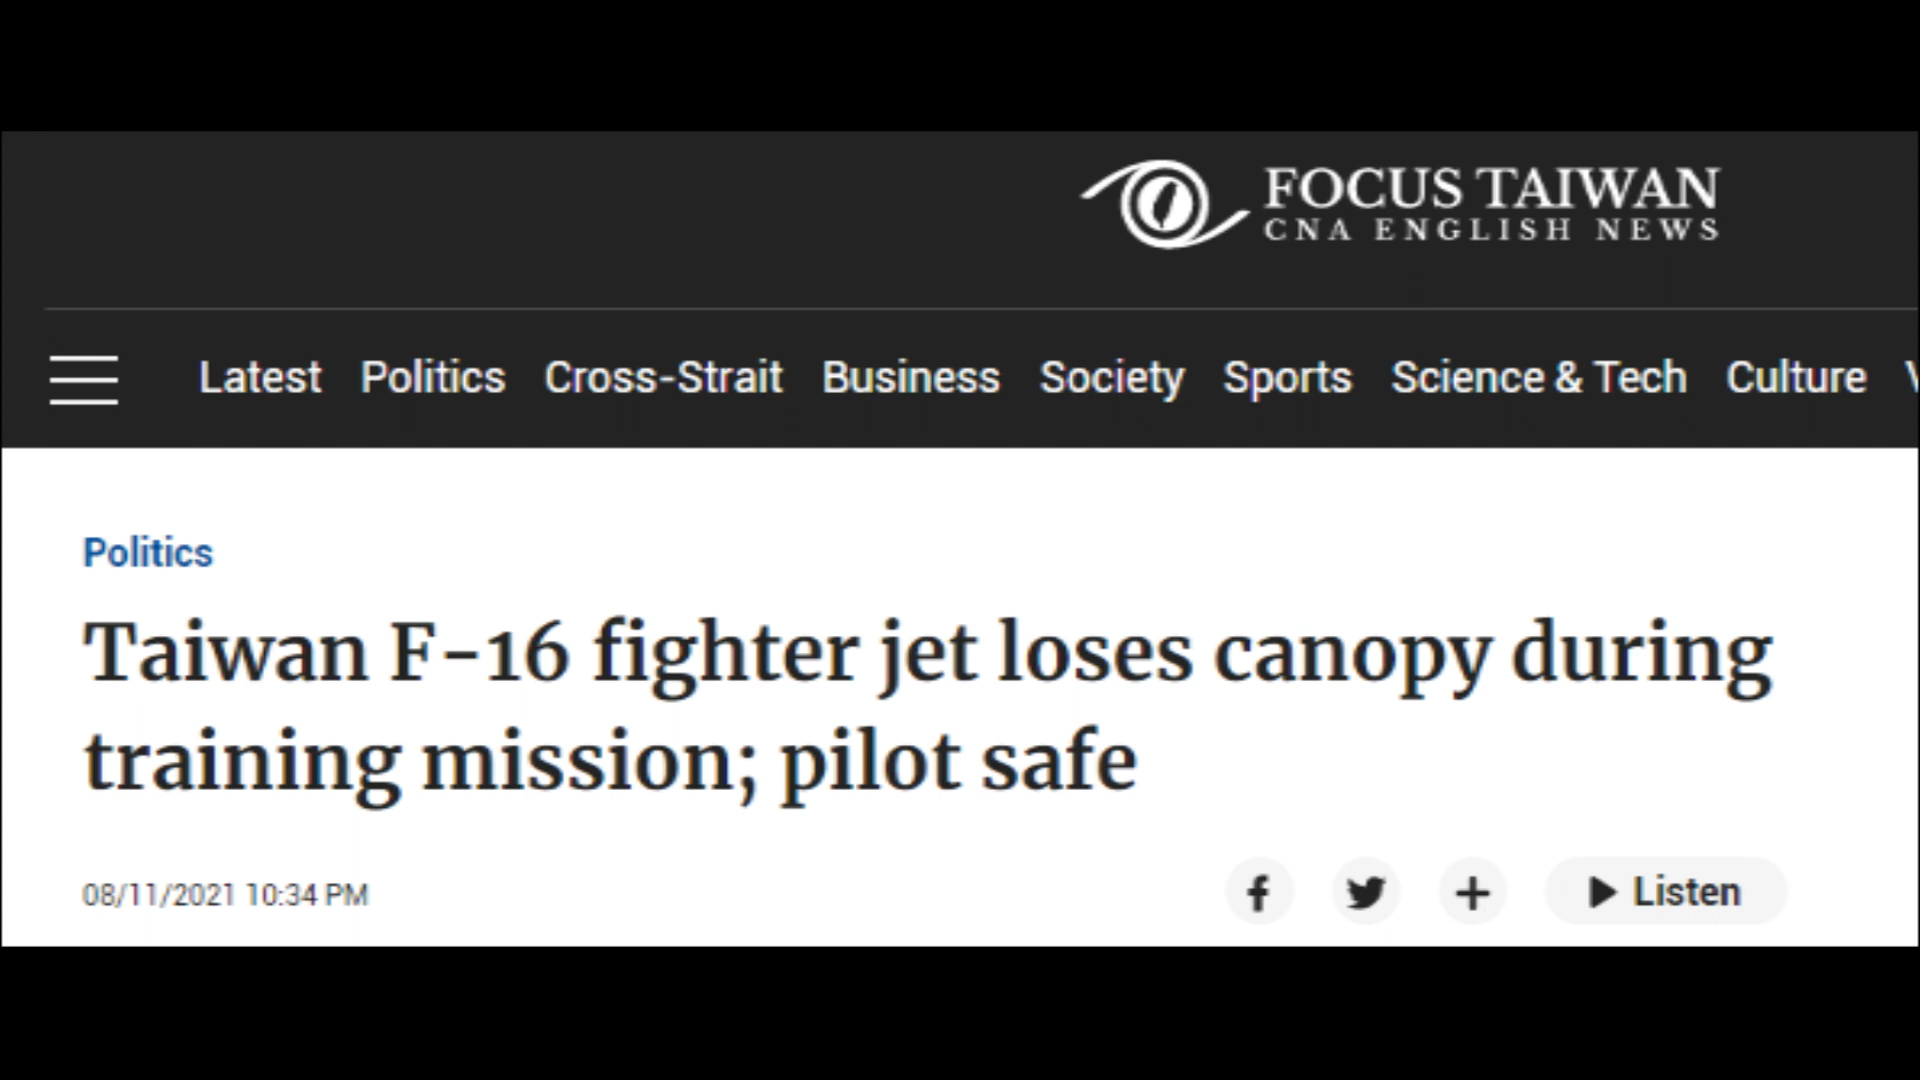 FOCUS TAIWAN
CNA ENGLISH NEWS
Latest Politics Cross-Strait Business Society Sports Science & Tech Culture
Politics
Taiwan F-16 fighter jet loses canopy during
training mission; pilot safe
08/11/2021 10:34 PM
Listen